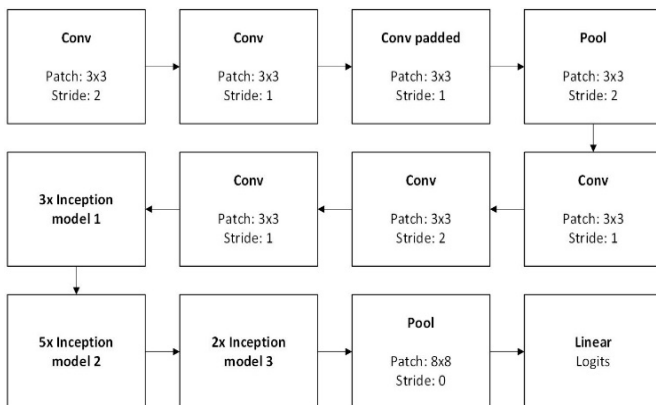 Conv
Patch: 3x3
Stride: 2
Conv
Patch: 3x3
Stride: 1
Conv padded
Patch: 3x3
Stride: 1
Pool
Patch: 3x3
Stride: 2
3x Inception
model 1
Conv
Patch: 3x3
Stride: 1
Conv
Patch: 3x3
Stride: 2
Conv
Patch: 3x3
Stride: 1
5x Inception
model 2
2x Inception
model 3
Pool
Patch: 8x8
Stride: 0
Linear
Logits